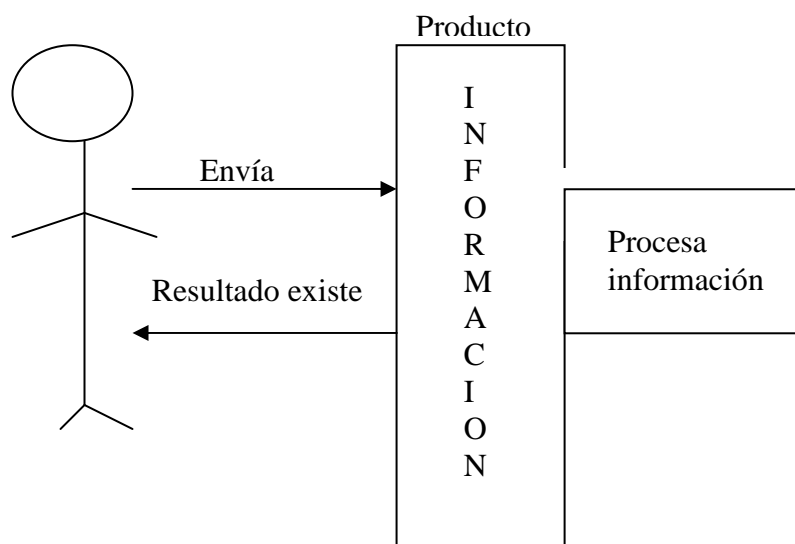 Producto
I
N
F
O
R
M
A
C
I
O
N
Envía
Resultado existe
Procesa
información